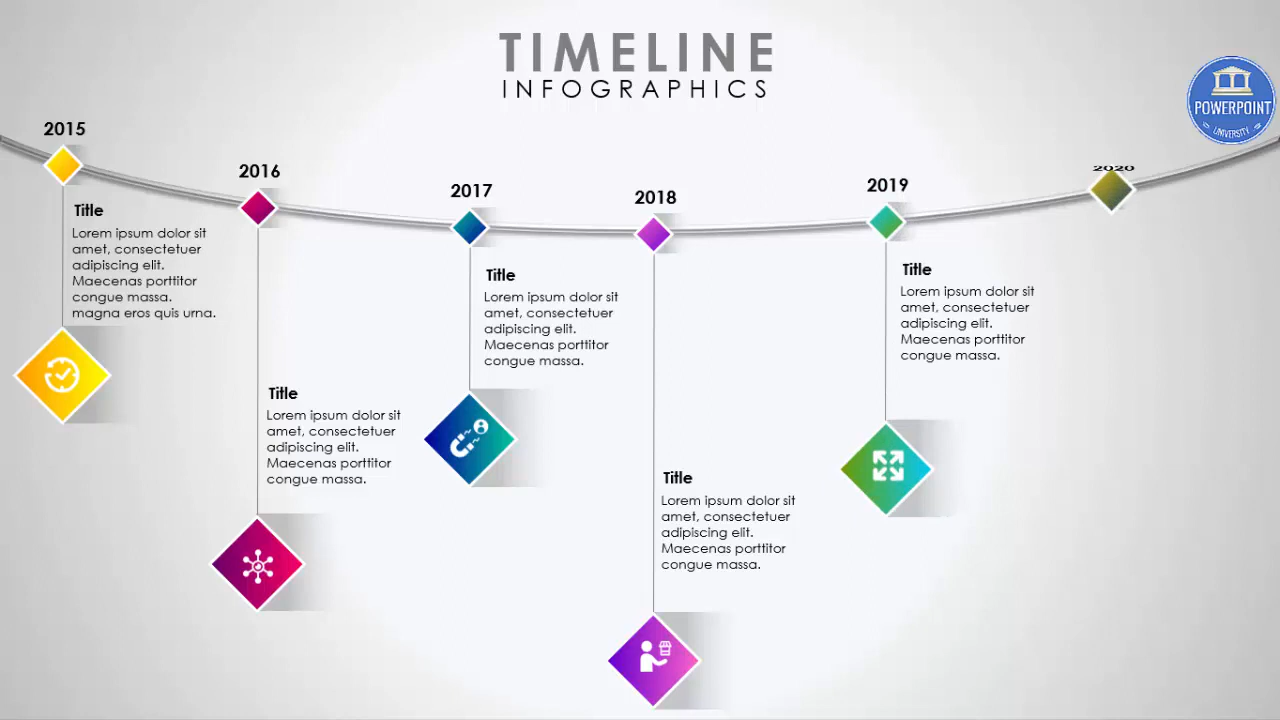 TIMELINE
INFOGRAPHICS
POWERPOINT
UNIVERSITY
2015
2016
2017
2018
2019
2020
Title
Lorem ipsum dolor sit
amet, consectetuer
adipiscing elit.
Maecenas porttitor
congue massa.
magna eros quis urna.
Title
Lorem ipsum dolor sit
amet, consectetuer
adipiscing elit.
Maecenas porttitor
congue massa.
Title
Lorem ipsum dolor sit
amet, consectetuer
adipiscing elit.
Maecenas porttitor
congue massa.
Title
Lorem ipsum dolor sit
amet, consectetuer
adipiscing elit.
Maecenas porttitor
congue massa.
Title
Lorem ipsum dolor sit
amet, consectetuer
adipiscing elit.
Maecenas porttitor
congue massa.